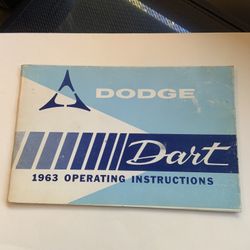 DODGE
Dart
1963 OPERATING INSTRUCTIONS